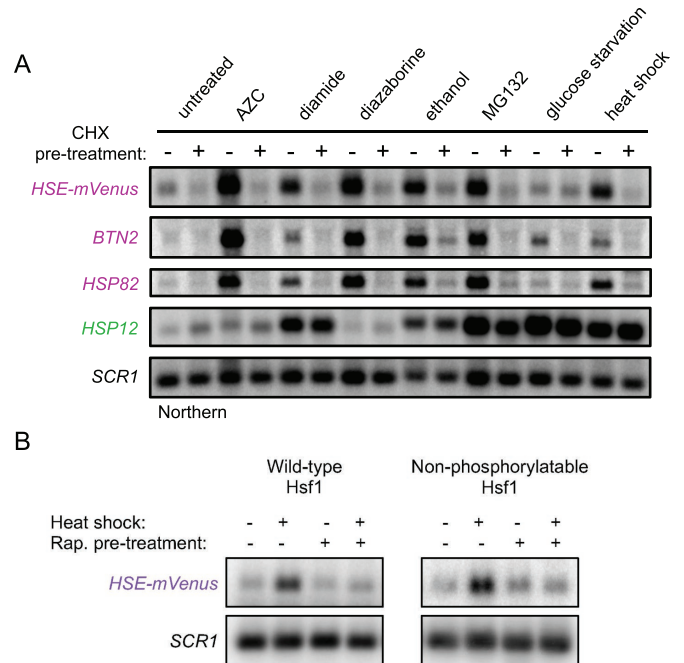 A
untreated AZC diamide diazaborine ethanol MG132 glucose starvation heat shock
CHX
pre-treatment: - + - + - + - + - + - + - + - +
HSE-mVenus
BTN2
HSP82
HSP12
SCR1
Northern
B
Wild-type Non-phosphorylatable
Hsf1 Hsf1
Heat shock: - + - + - + - +
Rap. pre-treatment: - - + + - - + +
HSE-mVenus
SCR1